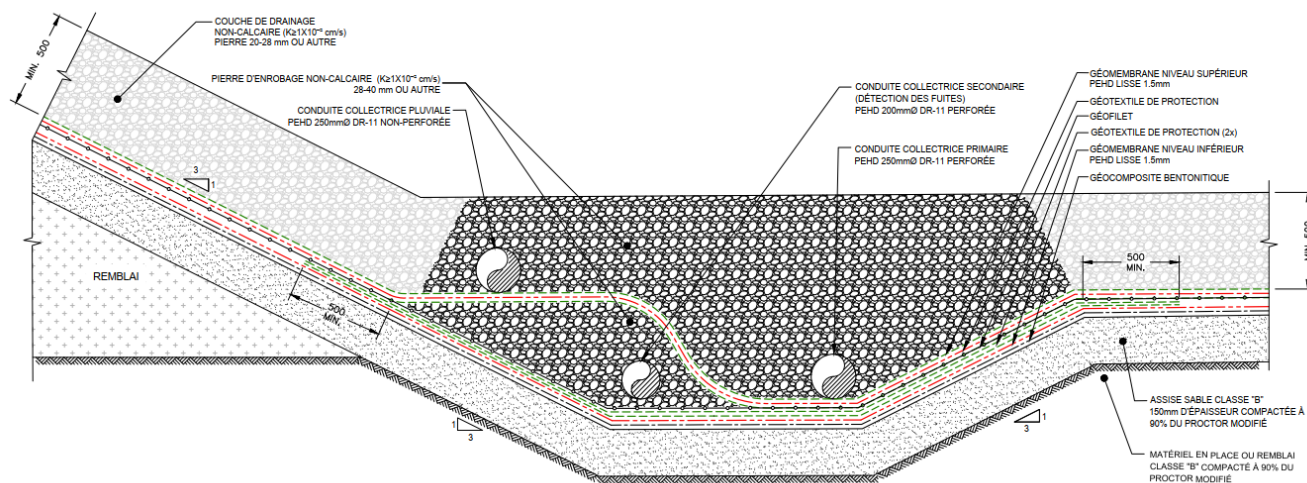 COUCHE DE DRAINAGE
NON-CALCAIRE (K≥1X10⁻² cm/s)
PIERRE 20-28 mm OU AUTRE
MIN. 500
PIERRE D'ENROBAGE NON-CALCAIRE (K≥1X10⁻² cm/s)
28-40 mm OU AUTRE
CONDUITE COLLECTRICE PLUVIALE
PEHD 250mmØ DR-11 NON-PERFORÉE
CONDUITE COLLECTRICE SECONDAIRE
(DÉTECTION DES FUITES)
PEHD 200mmØ DR-11 PERFORÉE
CONDUITE COLLECTRICE PRIMAIRE
PEHD 250mmØ DR-11 PERFORÉE
GÉOMEMBRANE NIVEAU SUPÉRIEUR
PEHD LISSE 1.5mm
GÉOTEXTILE DE PROTECTION
GÉOFILET
GÉOTEXTILE DE PROTECTION (2x)
GÉOMEMBRANE NIVEAU INFÉRIEUR
PEHD LISSE 1.5mm
GÉOCOMPOSITE BENTONITIQUE
3
1
REMBLAI
500
MIN.
500
MIN.
1
3
3
1
ASSISE SABLE CLASSE "B"
150mm D'ÉPAISSEUR COMPACTÉE À
90% DU PROCTOR MODIFIÉ
MATÉRIEL EN PLACE OU REMBLAI
CLASSE "B" COMPACTÉ À 90% DU
PROCTOR MODIFIÉ